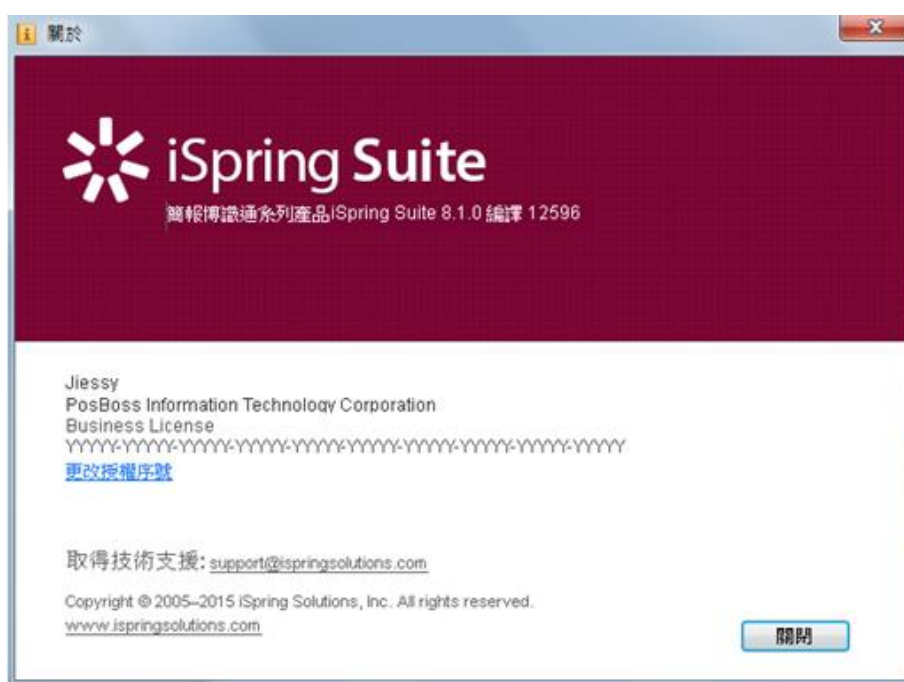 關於
iSpring Suite
簡報博識通系列產品iSpring Suite 8.1.0 編譯 12596
Jiessy
PosBoss Information Technology Corporation
Business License
YYYYY-YYYYY-YYYYY-YYYYY-YYYYY-YYYYY-YYYYY-YYYYY-YYYYY-YYYYY
更改授權序號
取得技術支援: support@ispringsolutions.com
Copyright © 2005–2015 iSpring Solutions, Inc. All rights reserved.
www.ispringsolutions.com
關閉